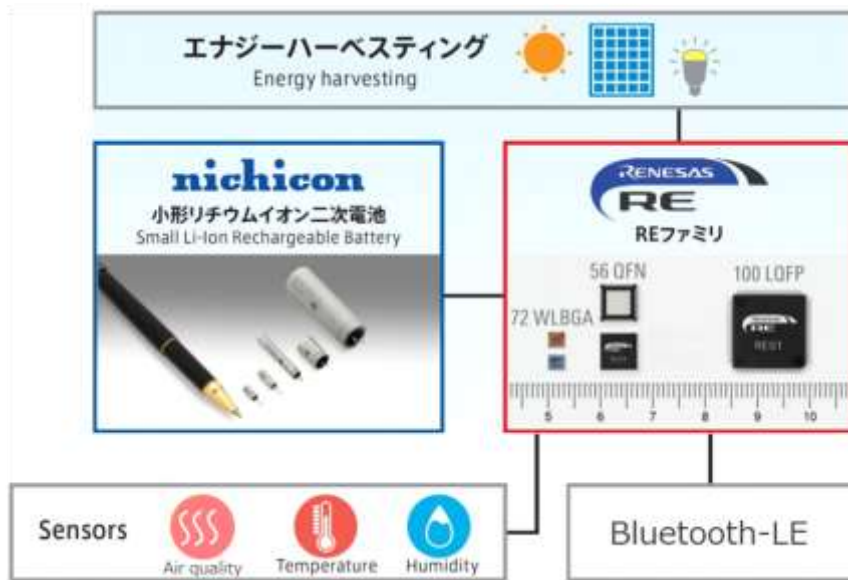 エナジーハーベスティング
Energy harvesting
nichicon
小形リチウムイオン二次電池
Small Li-Ion Rechargeable Battery
RENESAS
RE
REファミリ
56 QFN
100 LQFP
72 WLBGA
RE
RE01
5 6 7 8 9 10
Sensors
Air quality
Temperature
Humidity
Bluetooth-LE